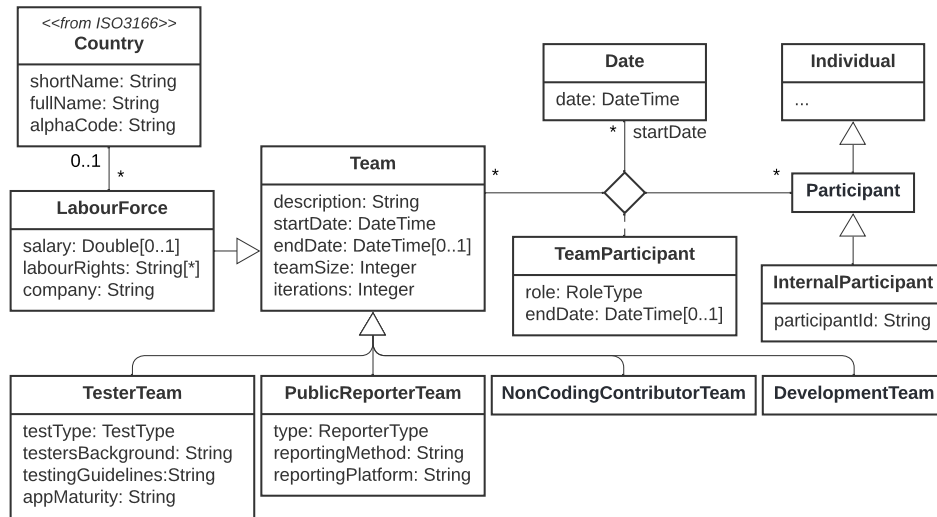 <<from ISO3166>>
Country
shortName: String
fullName: String
alphaCode: String
0..1
*
LabourForce
salary: Double[0..1]
labourRights: String[*]
company: String
Team
description: String
startDate: DateTime
endDate: DateTime[0..1]
teamSize: Integer
iterations: Integer
*
Date
date: DateTime
* startDate
*
Individual
...
Participant
TeamParticipant
role: RoleType
endDate: DateTime[0..1]
InternalParticipant
participantId: String
TesterTeam
testType: TestType
testersBackground: String
testingGuidelines:String
appMaturity: String
PublicReporterTeam
type: ReporterType
reportingMethod: String
reportingPlatform: String
NonCodingContributorTeam
DevelopmentTeam